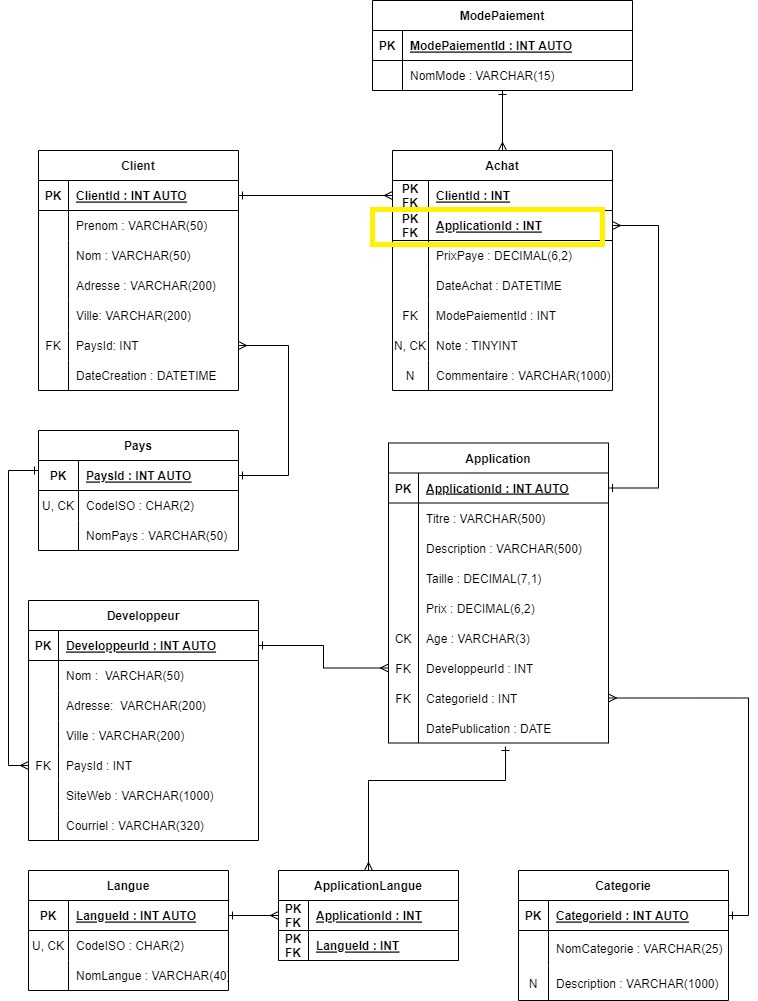 ModePaiement
PK ModePaiementId : INT AUTO
NomMode : VARCHAR(15)
Client
PK ClientId : INT AUTO
Prenom : VARCHAR(50)
Nom : VARCHAR(50)
Adresse : VARCHAR(200)
Ville: VARCHAR(200)
FK PaysId: INT
DateCreation : DATETIME
Achat
PK
FK ClientId : INT
PK
FK ApplicationId : INT
PrixPaye : DECIMAL(6,2)
DateAchat : DATETIME
FK ModePaiementId : INT
N, CK Note : TINYINT
N Commentaire : VARCHAR(1000)
Pays
PK PaysId : INT AUTO
U, CK CodeISO : CHAR(2)
NomPays : VARCHAR(50)
Application
PK ApplicationId : INT AUTO
Titre : VARCHAR(500)
Description : VARCHAR(500)
Taille : DECIMAL(7,1)
Prix : DECIMAL(6,2)
CK Age : VARCHAR(3)
FK DeveloppeurId : INT
FK CategorieId : INT
DatePublication : DATE
Developpeur
PK DeveloppeurId : INT AUTO
Nom : VARCHAR(50)
Adresse: VARCHAR(200)
Ville : VARCHAR(200)
FK PaysId : INT
SiteWeb : VARCHAR(1000)
Courriel : VARCHAR(320)
Langue
PK LangueId : INT AUTO
U, CK CodeISO : CHAR(2)
NomLangue : VARCHAR(40)
ApplicationLangue
PK
FK ApplicationId : INT
PK
FK LangueId : INT
Categorie
PK CategorieId : INT AUTO
NomCategorie : VARCHAR(25)
N Description : VARCHAR(1000)